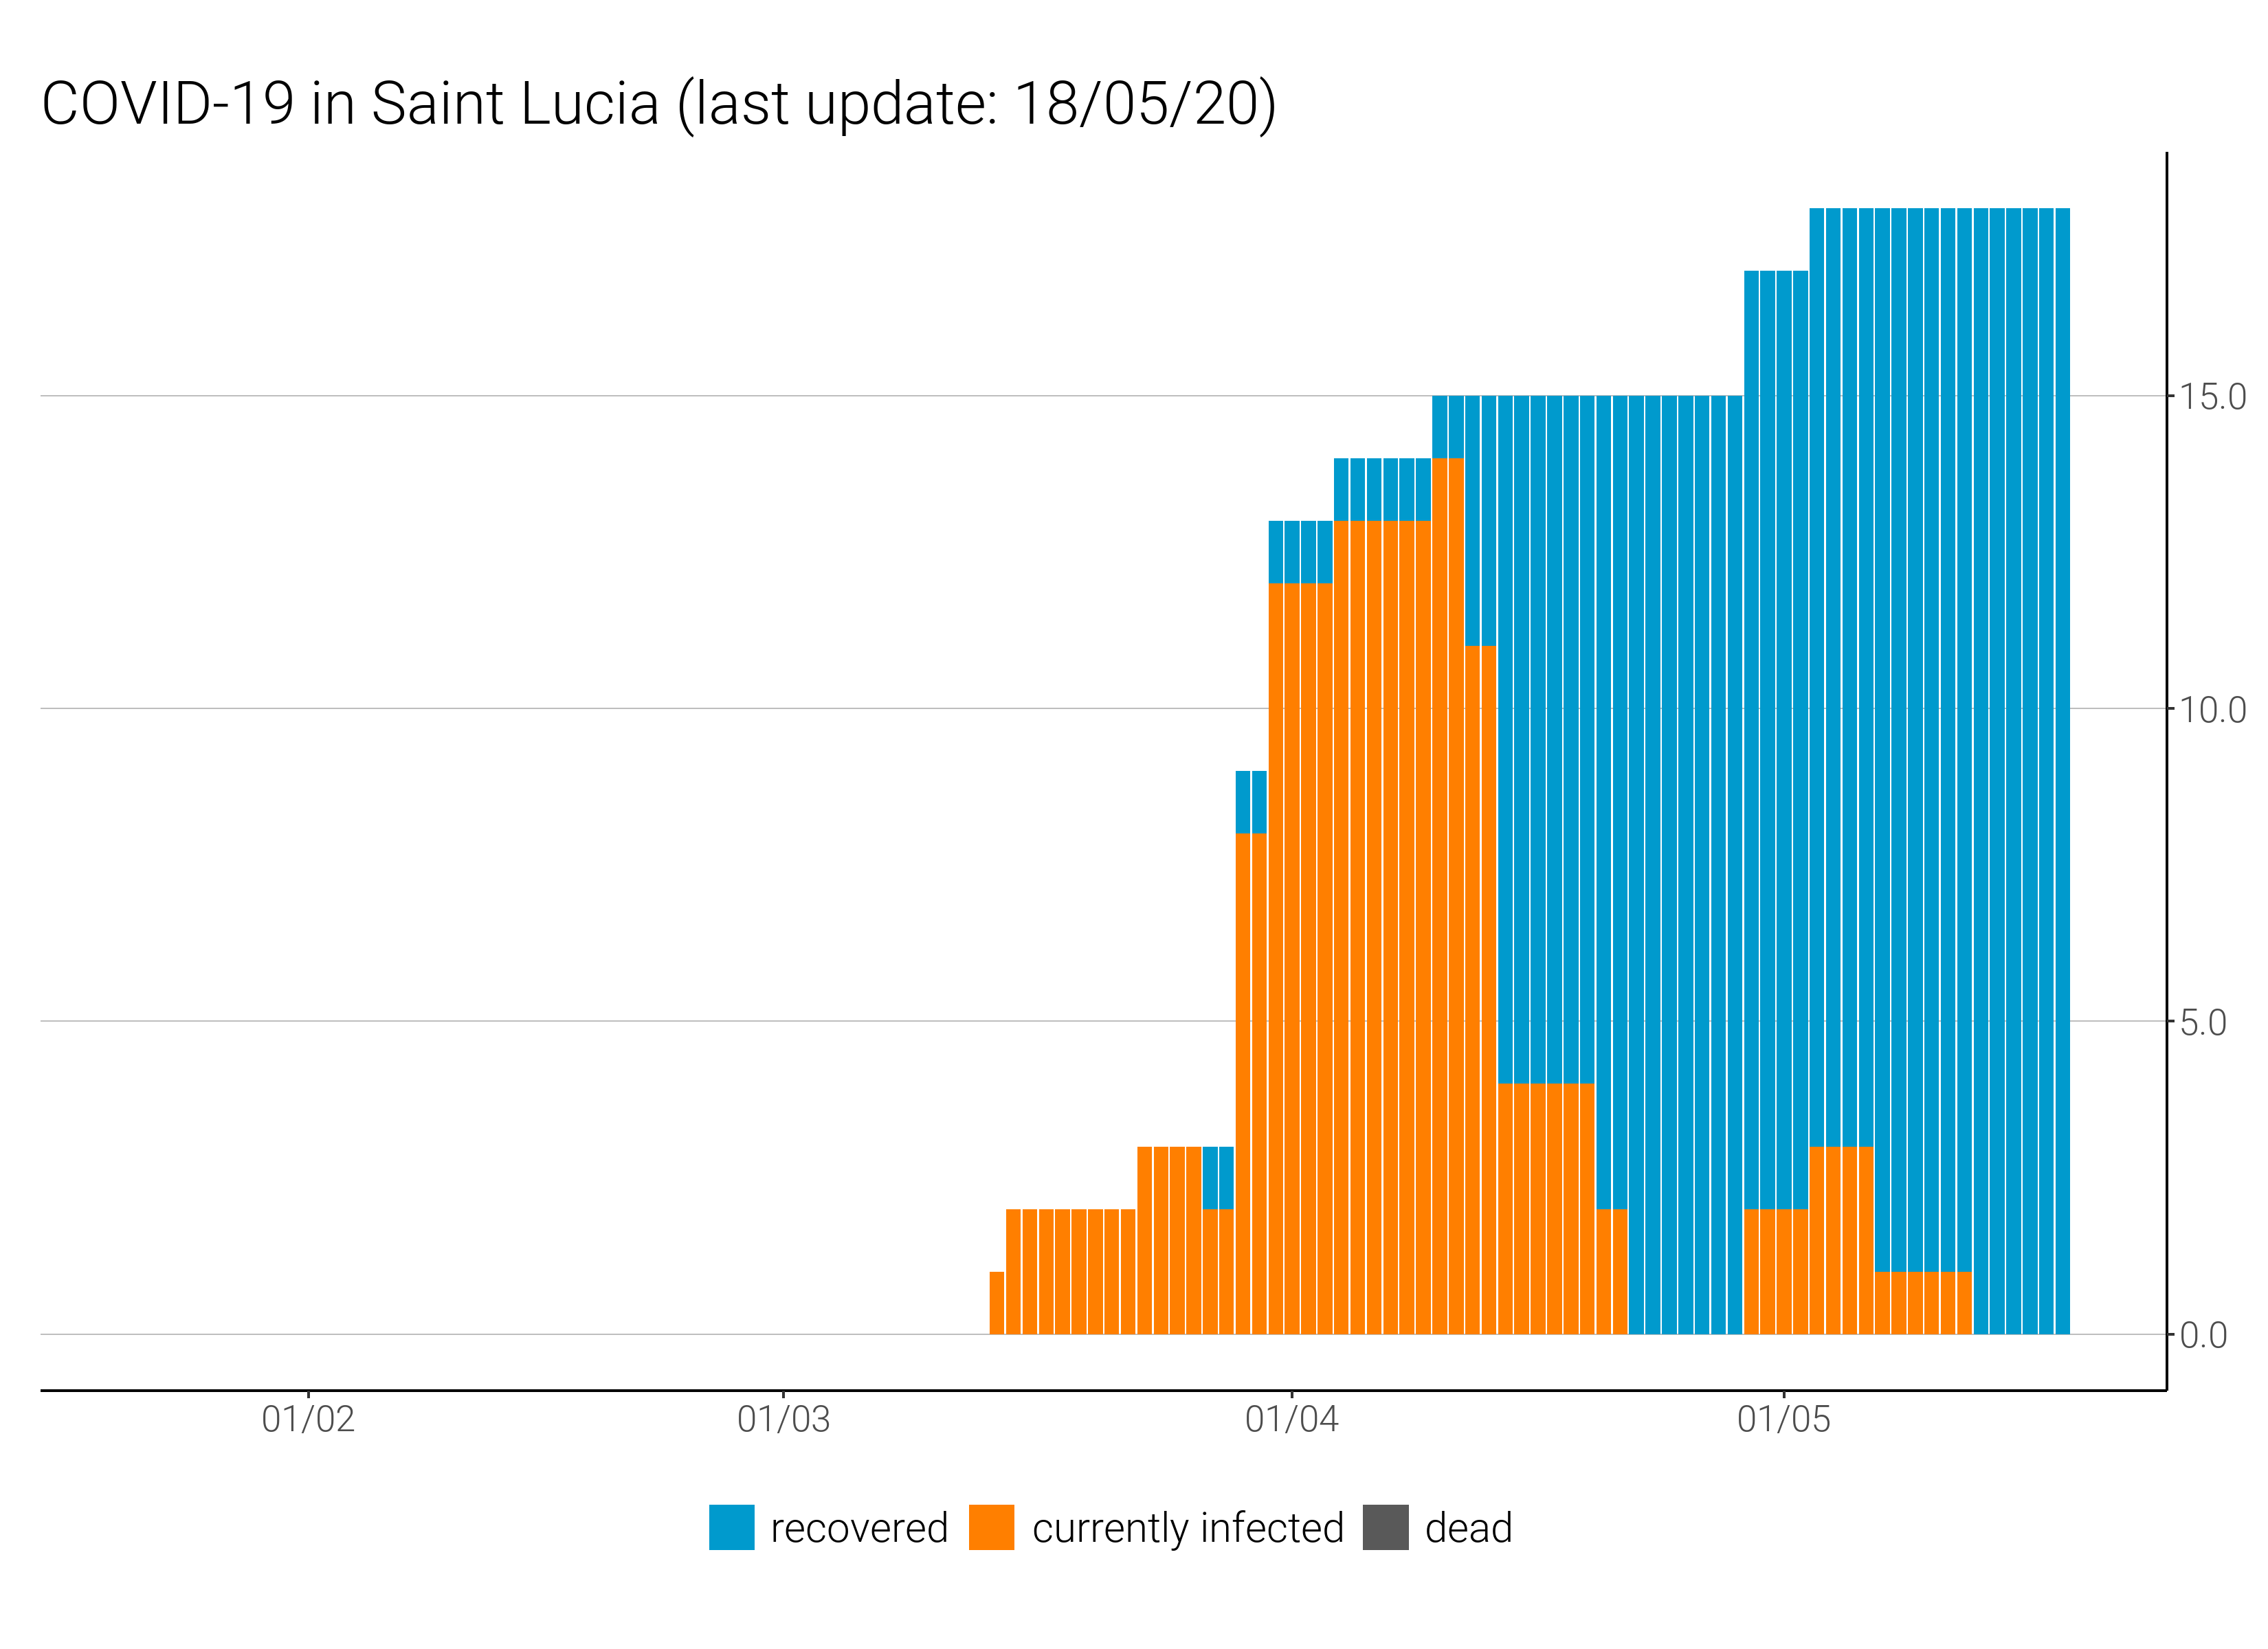 COVID-19 in Saint Lucia (last update: 18/05/20)
15.0
10.0
5.0
0.0
01/02 01/03 01/04 01/05
recovered currently infected dead